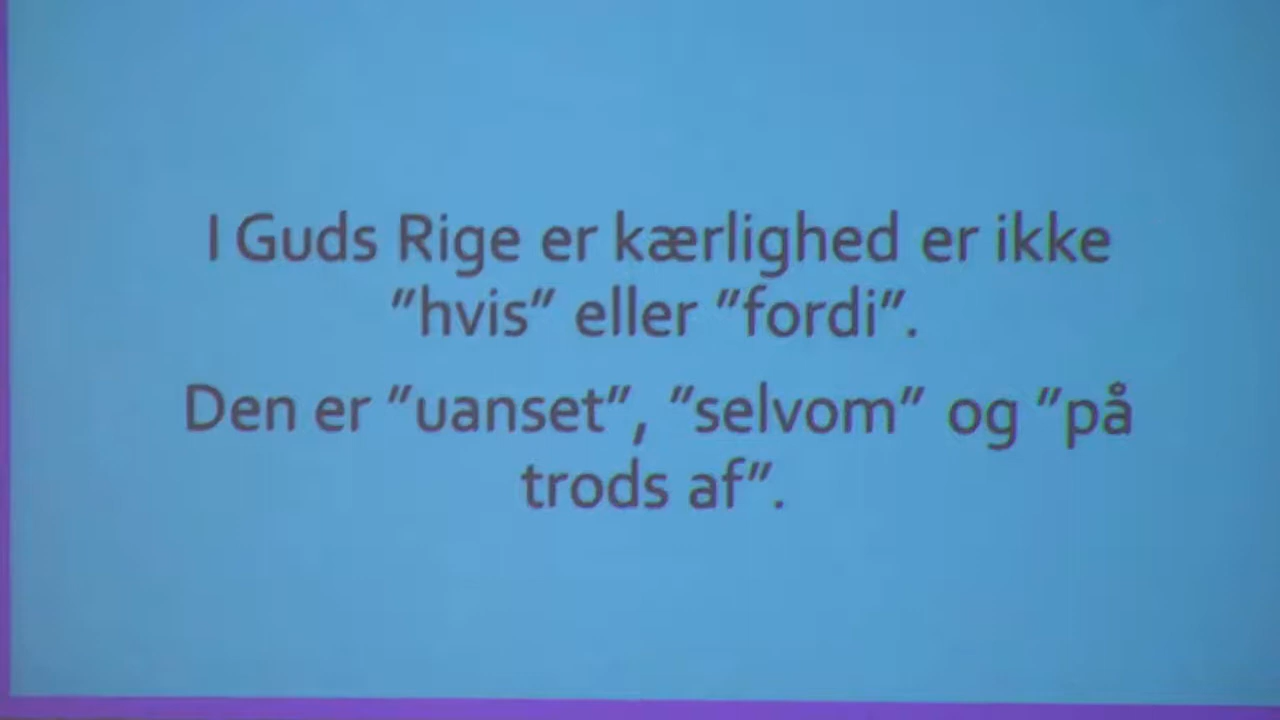 I Guds Rige er kærlighed er ikke
”hvis” eller ”fordi”.
Den er ”uanset”, ”selvom” og ”på
trods af”.